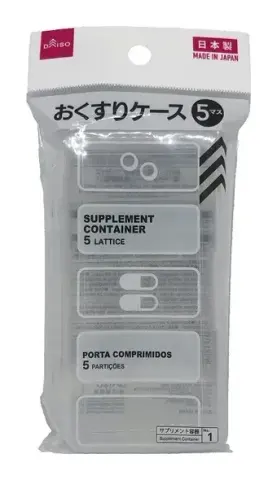 DAISO
日本製
MADE IN JAPAN
おくすりケース 5マス
SUPPLEMENT
CONTAINER
5 LATTICE
PORTA COMPRIMIDOS
5 PARTIÇÕES
サプリメント容器
Supplement Container
No.
1